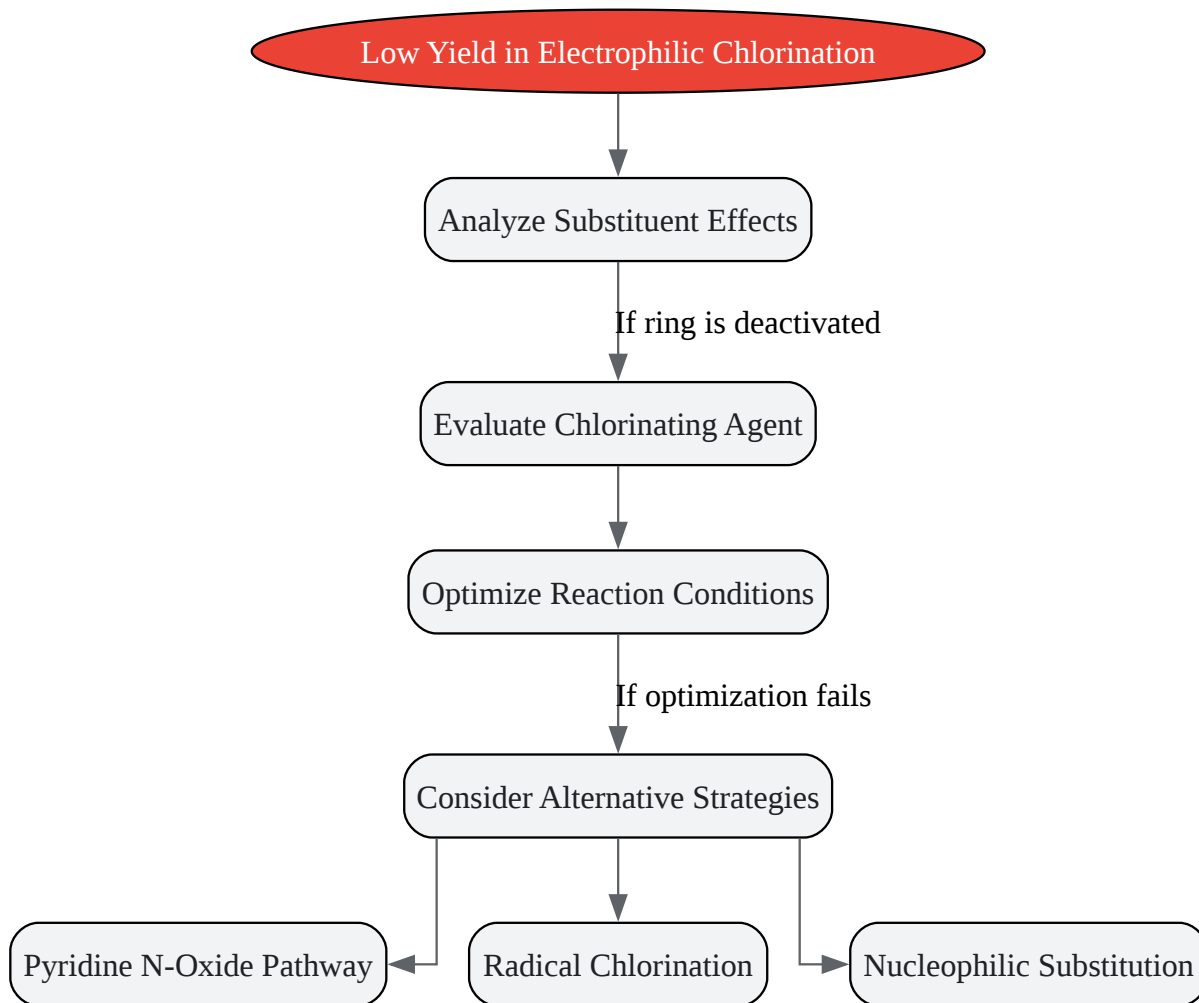 Low Yield in Electrophilic Chlorination
Analyze Substituent Effects
If ring is deactivated
Evaluate Chlorinating Agent
Optimize Reaction Conditions
If optimization fails
Consider Alternative Strategies
Pyridine N-Oxide Pathway
Radical Chlorination
Nucleophilic Substitution